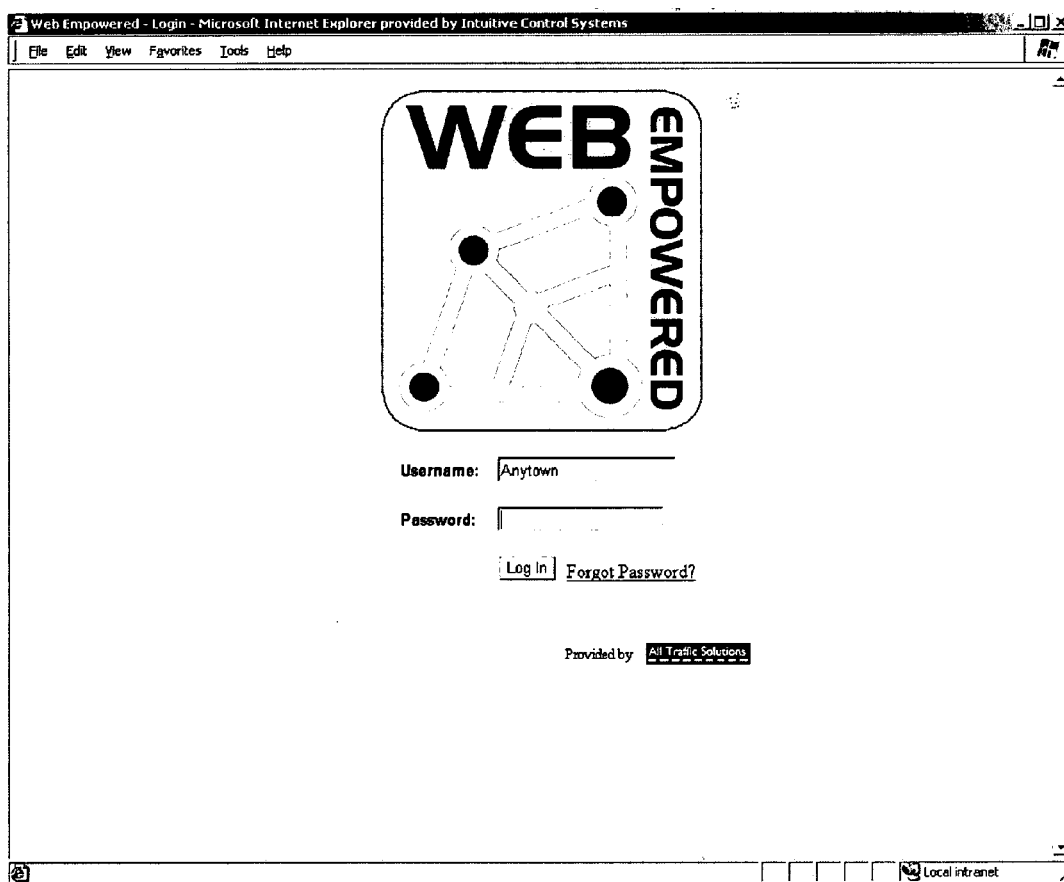 Web Empowered - Login - Microsoft Internet Explorer provided by Intuitive Control Systems
File Edit View Favorites Tools Help
WEB
EMPOWERED
Username: Anytown
Password:
Log In Forgot Password?
Provided by All Traffic Solutions
Local intranet